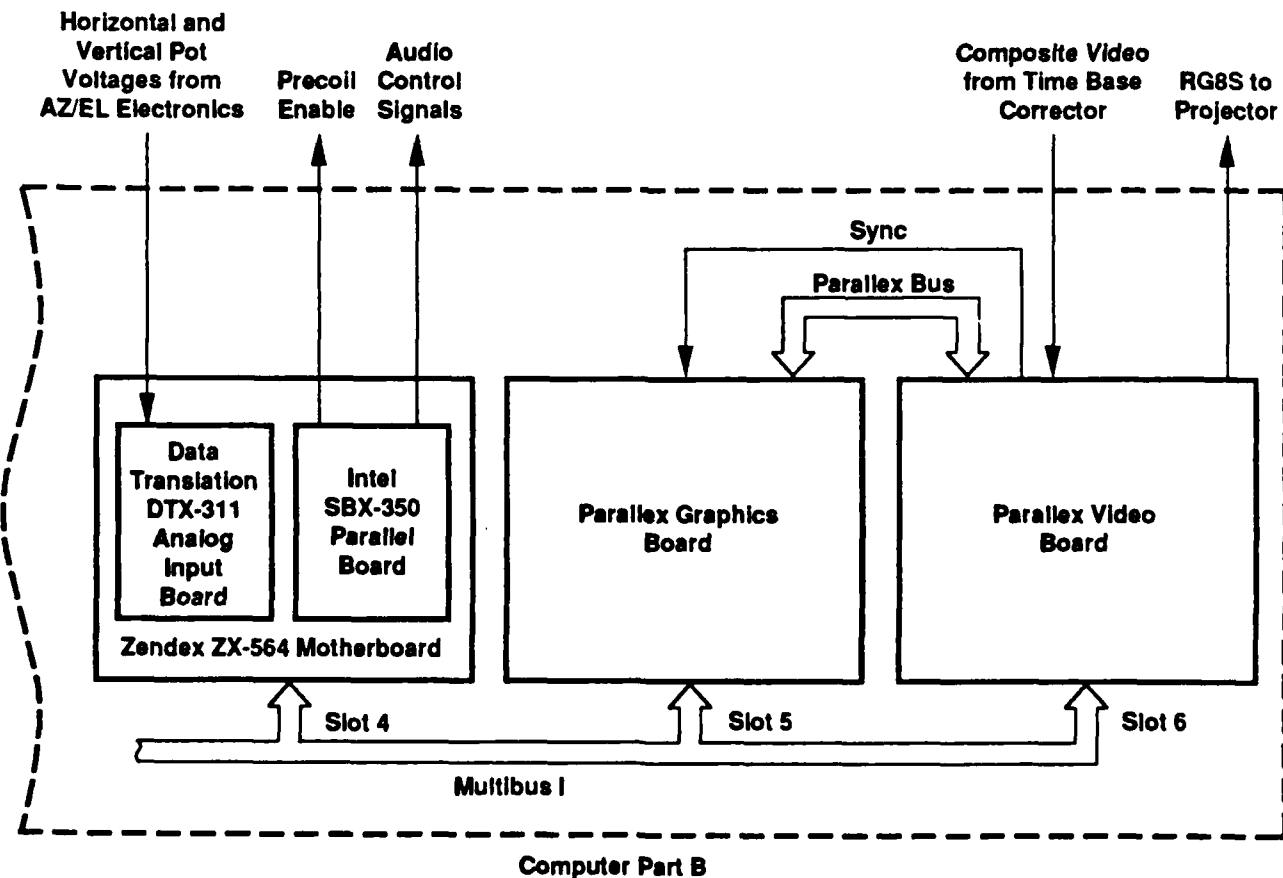 Horizontal and
Vertical Pot
Voltages from
AZ/EL Electronics
Precoil
Enable
Audio
Control
Signals
Composite Video
from Time Base
Corrector
RG8S to
Projector
Sync
Parallex Bus
Data
Translation
DTX-311
Analog
Input
Board
Intel
SBX-350
Parallel
Board
Zendex ZX-564 Motherboard
Parallex Graphics
Board
Parallex Video
Board
Slot 4
Slot 5
Slot 6
Multibus I
Computer Part B